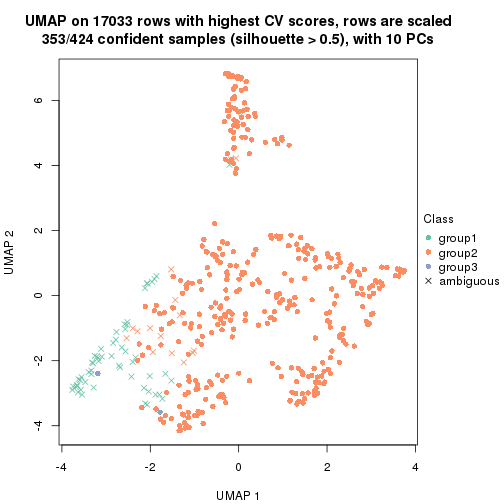 UMAP on 17033 rows with highest CV scores, rows are scaled
353/424 confident samples (silhouette > 0.5), with 10 PCs
6
4
2
0
-2
-4
UMAP 2
-4
-2
0
2
4
UMAP 1
Class
group1
group2
group3
ambiguous